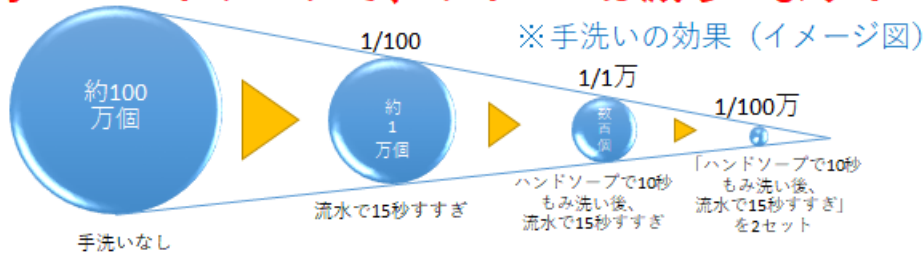 ※手洗いの効果（イメージ図）
約100
万個
手洗いなし
1/100
約
1
万個
流水で15秒すすぎ
1/1万
数
百
個
ハンドソープで10秒
もみ洗い後、
流水で15秒すすぎ
1/100万
「ハンドソープで10秒
もみ洗い後、
流水で15秒すすぎ」
を2セット